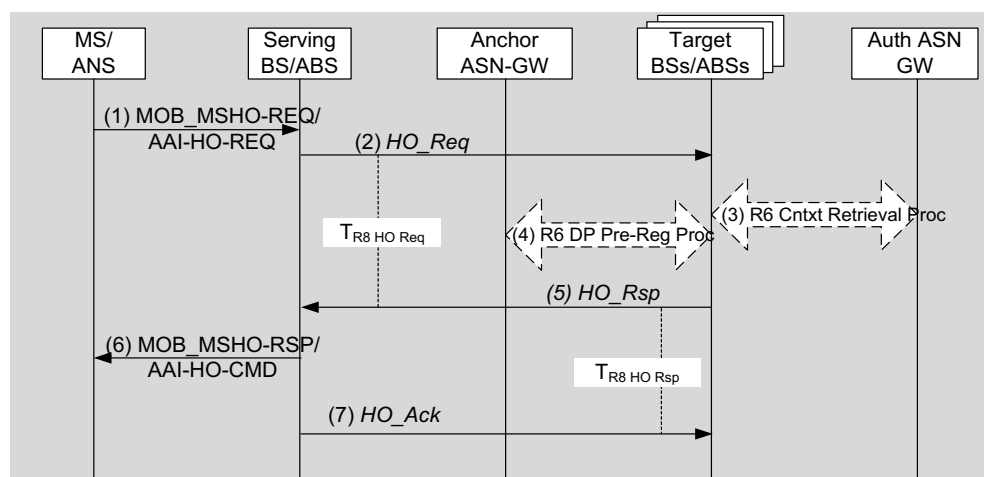 MS/
ANS
Serving
BS/ABS
Anchor
ASN-GW
Target
BSs/ABSs
Auth ASN
GW
(1) MOB_MSHO-REQ/
AAI-HO-REQ
(2) HO_Req
(3) R6 Cntxt Retrieval Proc
T R8 HO Req
(4) R6 DP Pre-Reg Proc
(5) HO_Rsp
(6) MOB_MSHO-RSP/
AAI-HO-CMD
T R8 HO Rsp
(7) HO_Ack